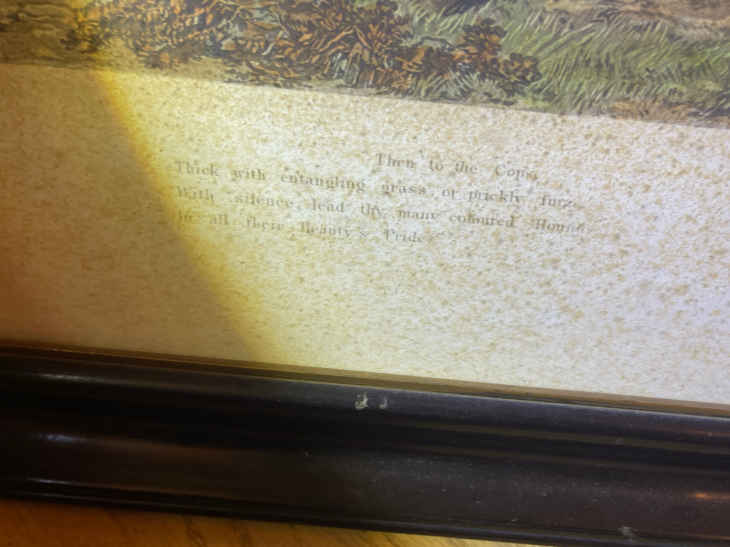 Then to the Copse,
Thick with entangling grass, or prickly furze,
With silence lead thy many coloured Hounds
In all their Beauty's Pride